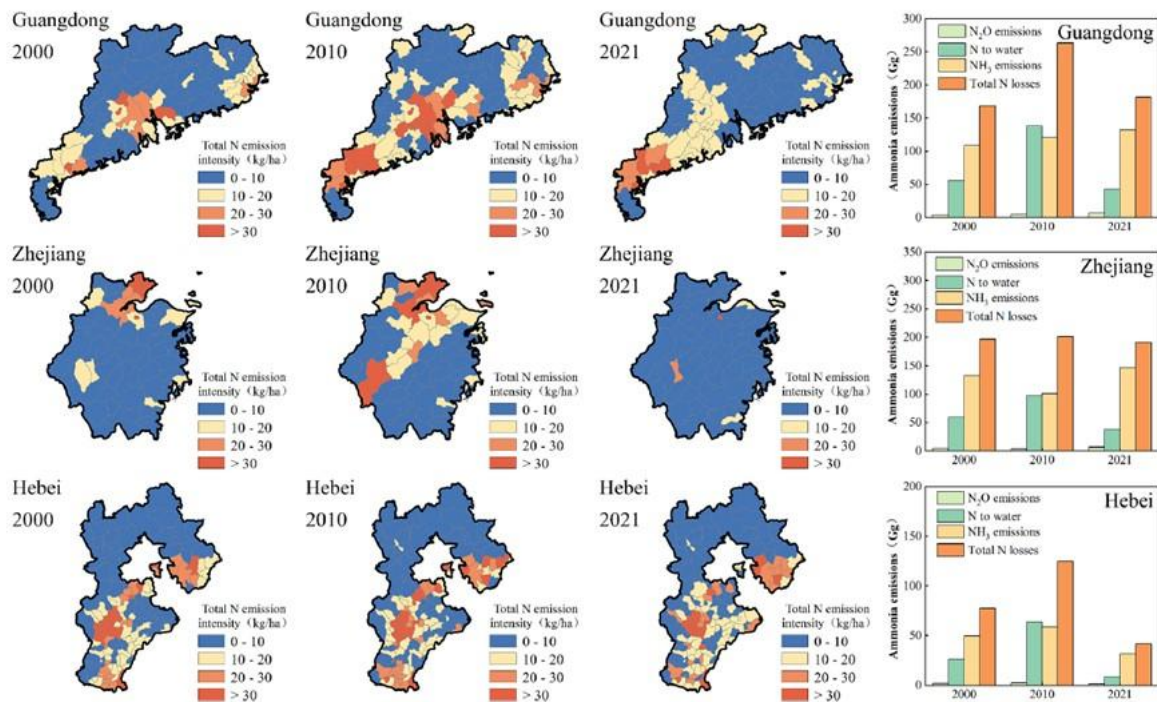 Guangdong
2000
Total N emission
intensity（kg/ha）
0 - 10
10 - 20
20 - 30
> 30
Guangdong
2010
Total N emission
intensity（kg/ha）
0 - 10
10 - 20
20 - 30
> 30
Guangdong
2021
Total N emission
intensity（kg/ha）
0 - 10
10 - 20
20 - 30
> 30
Guangdong
N₂O emissions
N to water
NH₃ emissions
Total N losses
Ammonia emissions（Gg）
300
250
200
150
100
50
0
2000 2010 2021
Zhejiang
2000
Total N emission
intensity（kg/ha）
0 - 10
10 - 20
20 - 30
> 30
Zhejiang
2010
Total N emission
intensity（kg/ha）
0 - 10
10 - 20
20 - 30
> 30
Zhejiang
2021
Total N emission
intensity（kg/ha）
0 - 10
10 - 20
20 - 30
> 30
Zhejiang
N₂O emissions
N to water
NH₃ emissions
Total N losses
Ammonia emissions（Gg）
350
300
250
200
150
100
50
0
2000 2010 2021
Hebei
2000
Total N emission
intensity（kg/ha）
0 - 10
10 - 20
20 - 30
> 30
Hebei
2010
Total N emission
intensity（kg/ha）
0 - 10
10 - 20
20 - 30
> 30
Hebei
2021
Total N emission
intensity（kg/ha）
0 - 10
10 - 20
20 - 30
> 30
Hebei
N₂O emissions
N to water
NH₃ emissions
Total N losses
Ammonia emissions（Gg）
200
150
100
50
0
2000 2010 2021